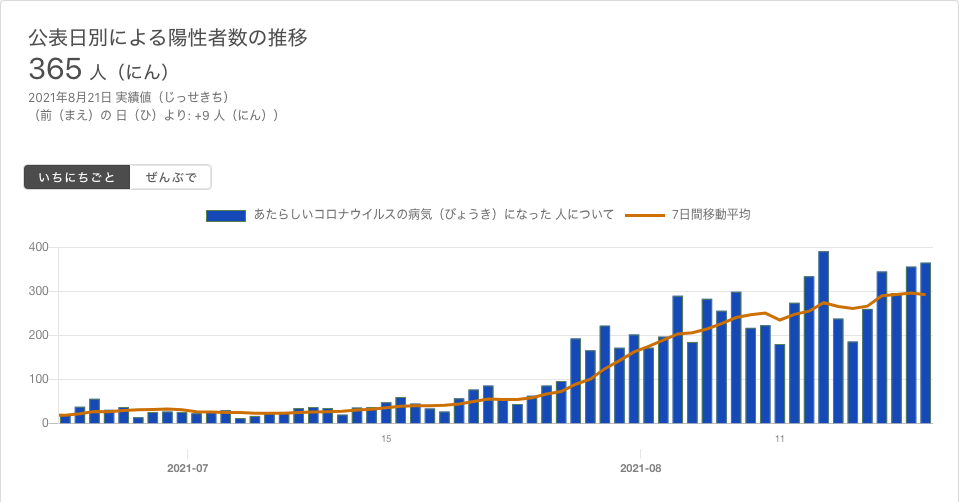 公表日別による陽性者数の推移
365 人（にん）
2021年8月21日 実績値（じっせきち）
（前（まえ）の 日（ひ）より: +9 人（にん））
いちにちごと ぜんぶで
あたらしいコロナウイルスの病気（びょうき）になった 人について 7日間移動平均
400
300
200
100
0
15 11
2021-07 2021-08